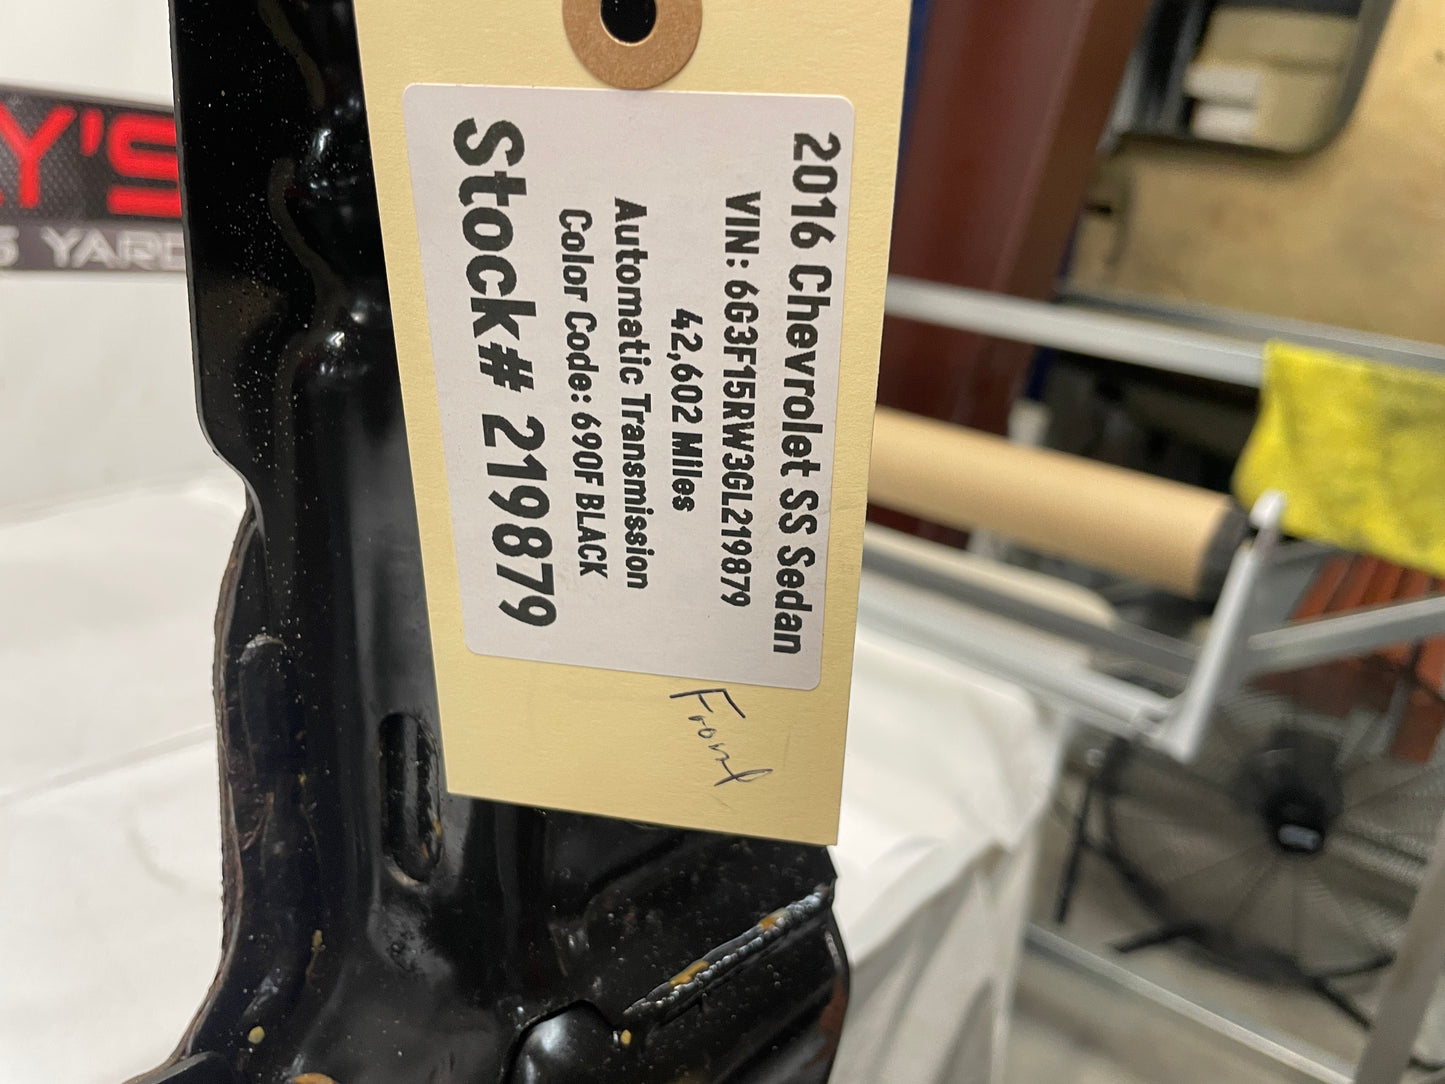 2016 Chevrolet SS Sedan
VIN: 6G3F15RW3GL219879
42,602 Miles
Automatic Transmission
Color Code: 690F BLACK
Stock# 219879
Front
Y'S
YARD